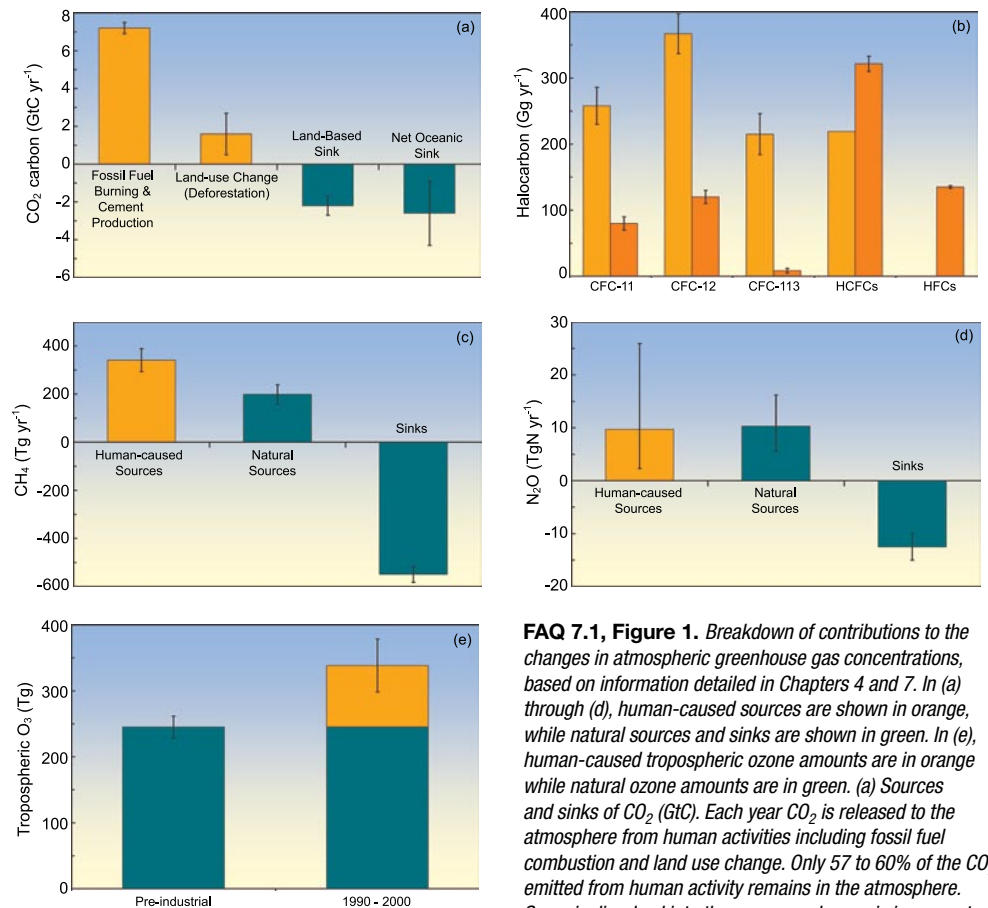 (a)
CO₂ carbon (GtC yr⁻¹)
8
6
4
2
0
-2
-4
-6
Fossil Fuel
Burning &
Cement
Production
Land-use Change
(Deforestation)
Land-Based
Sink
Net Oceanic
Sink
(b)
Halocarbon (Gg yr⁻¹)
400
300
200
100
0
CFC-11
CFC-12
CFC-113
HCFCs
HFCs
(c)
CH₄ (Tg yr⁻¹)
400
200
0
-200
-400
-600
Human-caused
Sources
Natural
Sources
Sinks
(d)
N₂O (TgN yr⁻¹)
30
20
10
0
-10
-20
Human-caused
Sources
Natural
Sources
Sinks
(e)
Tropospheric O₃ (Tg)
400
300
200
100
0
Pre-industrial
1990 - 2000
FAQ 7.1, Figure 1. Breakdown of contributions to the
changes in atmospheric greenhouse gas concentrations,
based on information detailed in Chapters 4 and 7. In (a)
through (d), human-caused sources are shown in orange,
while natural sources and sinks are shown in green. In (e),
human-caused tropospheric ozone amounts are in orange
while natural ozone amounts are in green. (a) Sources
and sinks of CO₂ (GtC). Each year CO₂ is released to the
atmosphere from human activities including fossil fuel
combustion and land use change. Only 57 to 60% of the CO
emitted from human activity remains in the atmosphere.